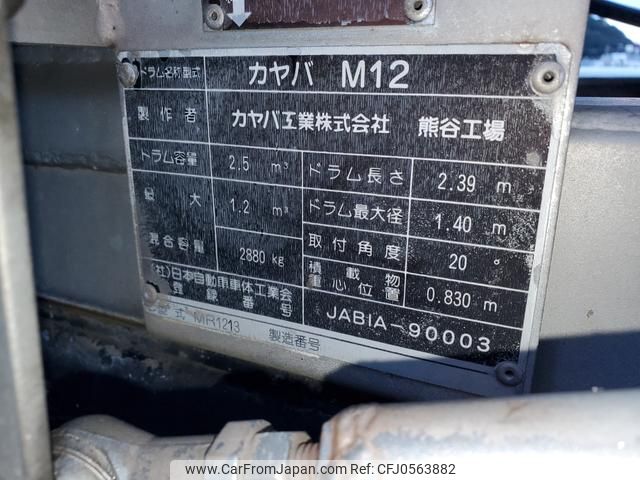 ドラム名称型式 カヤバ M12
製作者 カヤバ工業株式会社 熊谷工場
ドラム容量 2.5 m³ ドラム長さ 2.39 m
最大 1.2 m³ ドラム最大径 1.40 m
混合容量 2880 kg 取付角度 20 °
積載物重心位置 0.830 m
(社)日本自動車車体工業会
登録番号 JABIA-90003
型式 MR1213 製造番号
© CarFromJapan.com - CFJ0563882